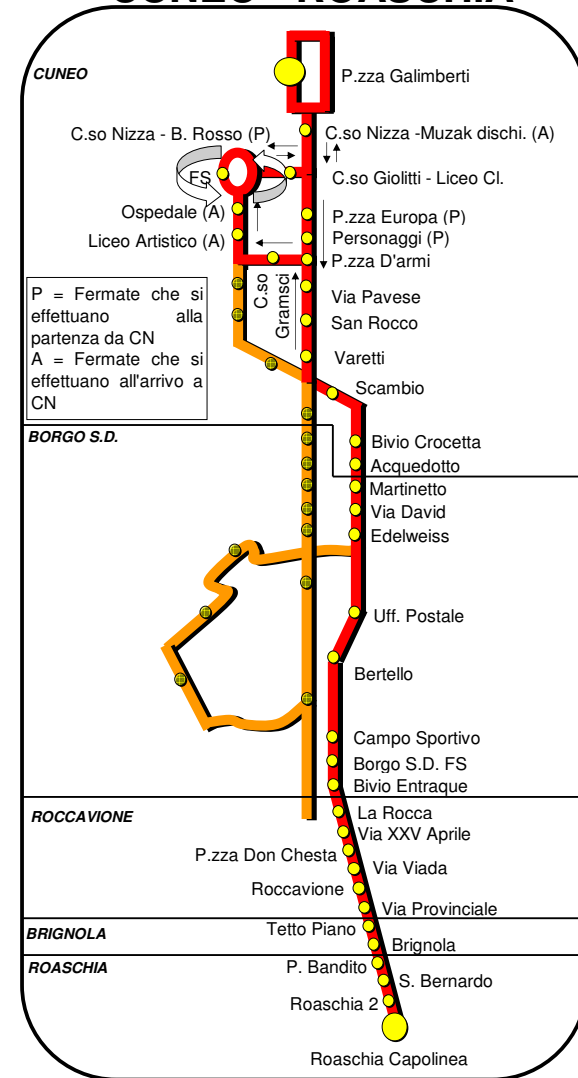 CUNEO - ROASCHIA
CUNEO
P.zza Galimberti
C.so Nizza - B. Rosso (P)
C.so Nizza -Muzak dischi. (A)
FS
C.so Giolitti - Liceo Cl.
Ospedale (A)
P.zza Europa (P)
Liceo Artistico (A)
Personaggi (P)
P.zza D'armi
C.so
Gramsci
P = Fermate che si
effettuano alla
partenza da CN
A = Fermate che si
effettuano all'arrivo a
CN
Via Pavese
San Rocco
Varetti
Scambio
BORGO S.D.
Bivio Crocetta
Acquedotto
Martinetto
Via David
Edelweiss
Uff. Postale
Bertello
Campo Sportivo
Borgo S.D. FS
Bivio Entraque
ROCCAVIONE
La Rocca
Via XXV Aprile
P.zza Don Chesta
Via Viada
Roccavione
Via Provinciale
BRIGNOLA
Tetto Piano
Brignola
ROASCHIA
P. Bandito
S. Bernardo
Roaschia 2
Roaschia Capolinea